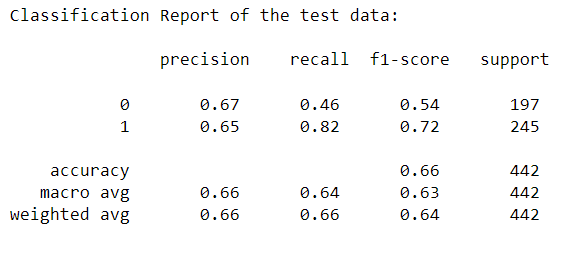 Classification Report of the test data:
precision recall f1-score support
0 0.67 0.46 0.54 197
1 0.65 0.82 0.72 245
accuracy 0.66 442
macro avg 0.66 0.64 0.63 442
weighted avg 0.66 0.66 0.64 442